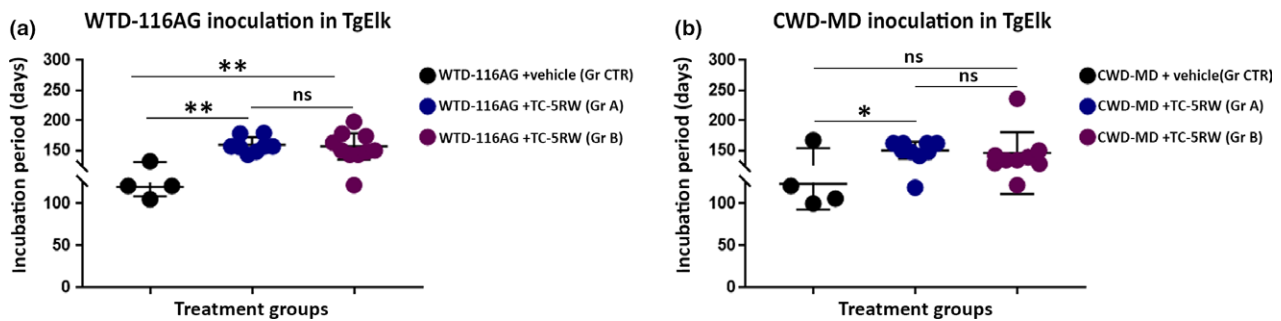 (a)
WTD-116AG inoculation in TgElk
Incubation period (days)
300
250
200
150
100
50
0
**
**
ns
Treatment groups
WTD-116AG +vehicle (Gr CTR)
WTD-116AG +TC-5RW (Gr A)
WTD-116AG +TC-5RW (Gr B)
(b)
CWD-MD inoculation in TgElk
Incubation period (days)
300
250
200
150
100
50
0
ns
ns
*
Treatment groups
CWD-MD + vehicle(Gr CTR)
CWD-MD +TC-5RW (Gr A)
CWD-MD +TC-5RW (Gr B)